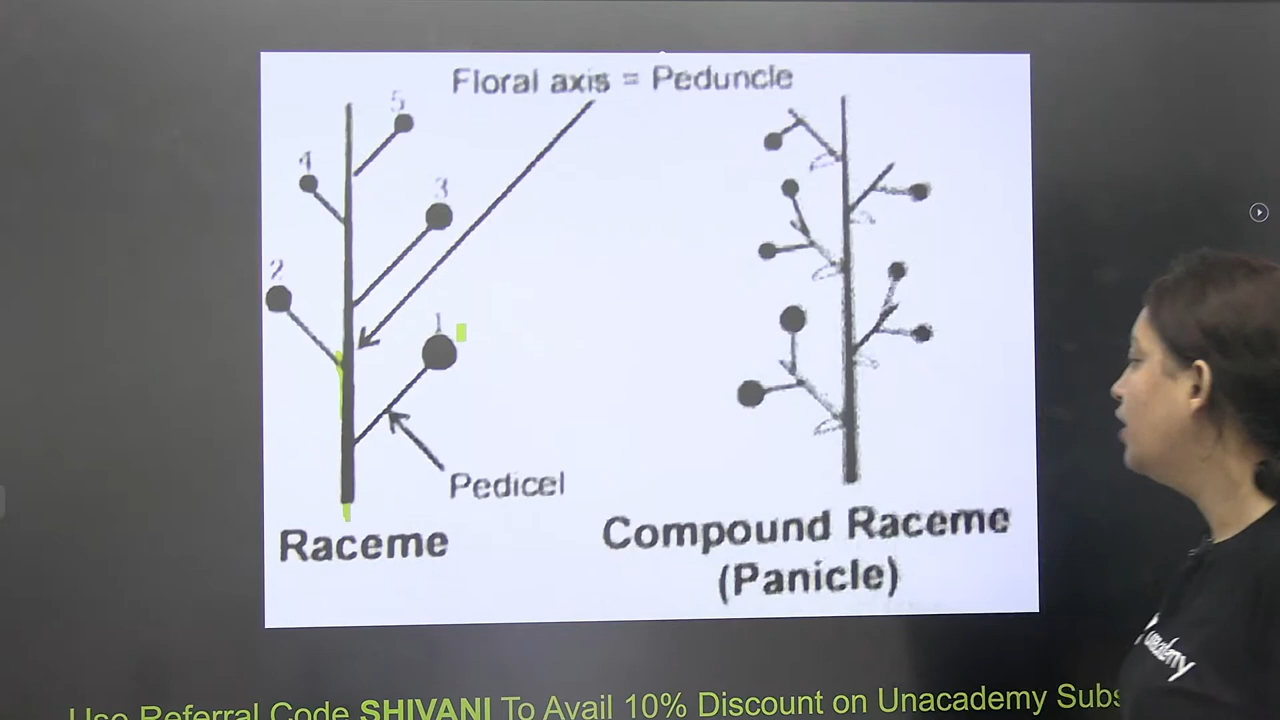 Floral axis = Peduncle
5
4
3
2
1
Pedicel
Raceme
Compound Raceme
(Panicle)
unacademy
Use Referral Code SHIVANI To Avail 10% Discount on Unacademy Subs